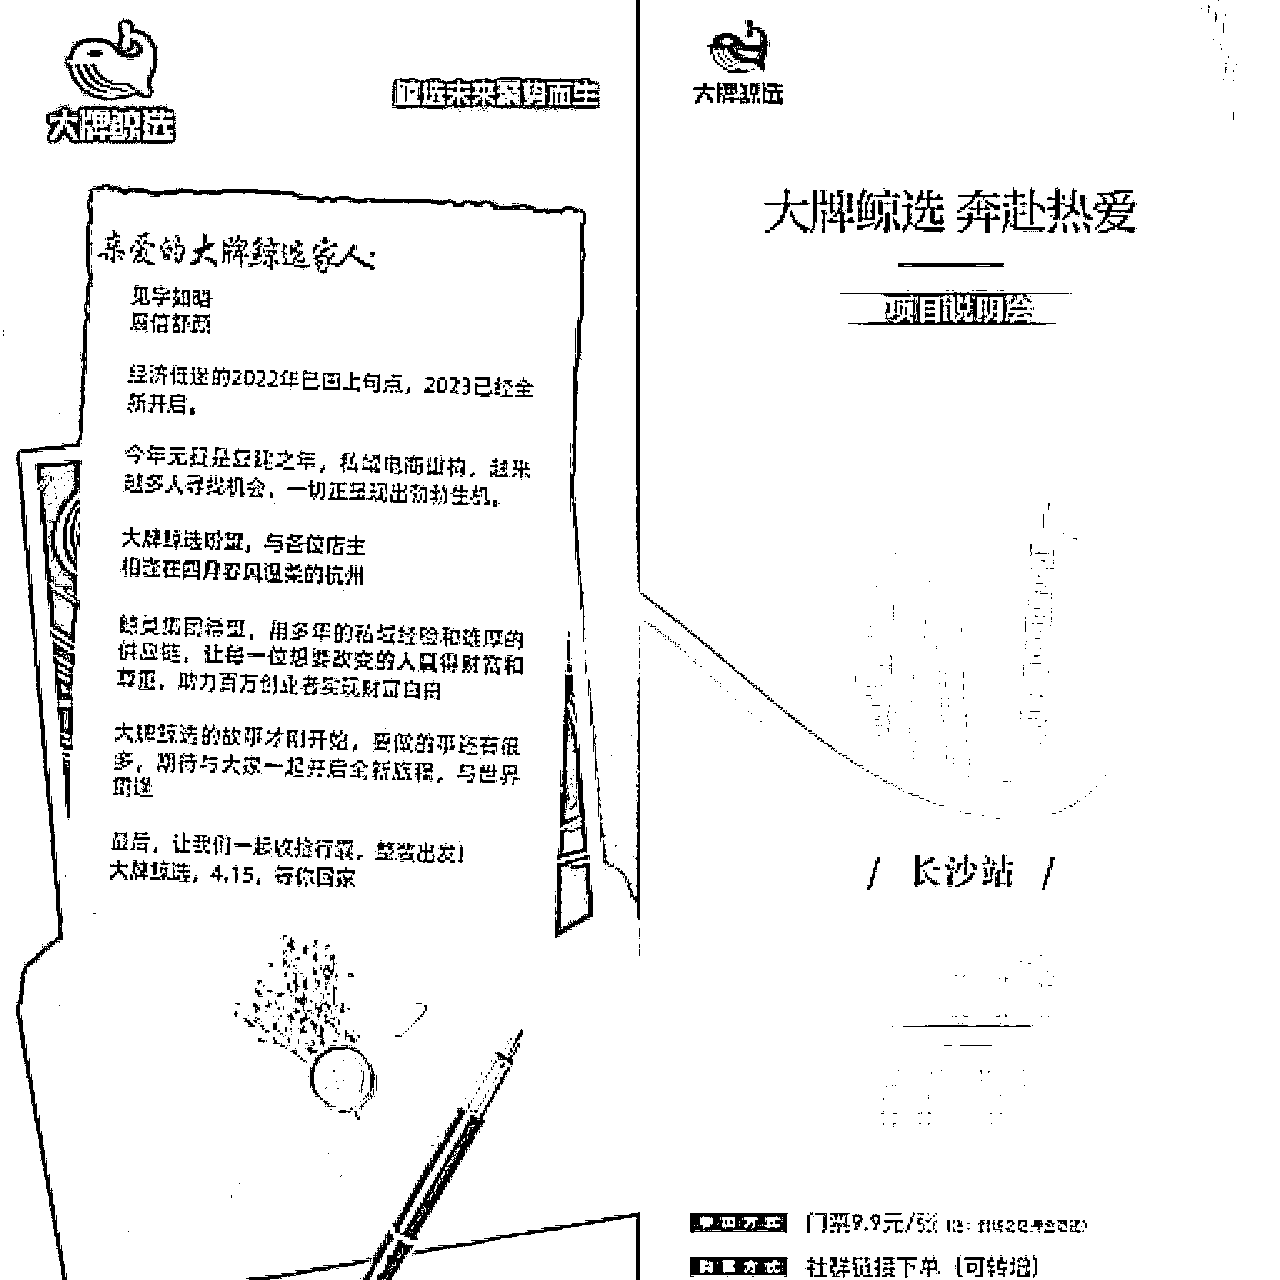 大牌鲸选
鲸选未来乘势而生
亲爱的大牌鲸选家人:
见字如晤
展信舒颜
经济低迷的2022年已画上句点，2023已经全
新开启。
今年无疑是复苏之年，私域电商重构，越来
越多人寻找机会，一切正呈现出勃勃生机。
大牌鲸选盼望，与各位店主
相逢在四月春风温柔的杭州
鲸灵集团希望，用多年的私域经验和雄厚的
供应链，让每一位想要改变的人赢得财富和
尊重，助力百万创业者实现财富自由
大牌鲸选的故事才刚开始，要做的事还有很
多，期待与大家一起开启全新旅程，与世界
相逢
最后，让我们一起收拾行囊，整装出发！
大牌鲸选，4.15，等你回家
大牌鲸选
大牌鲸选 奔赴热爱
项目说明会
/ 长沙站 /
门票9.9元/张
社群链接下单（可转增）